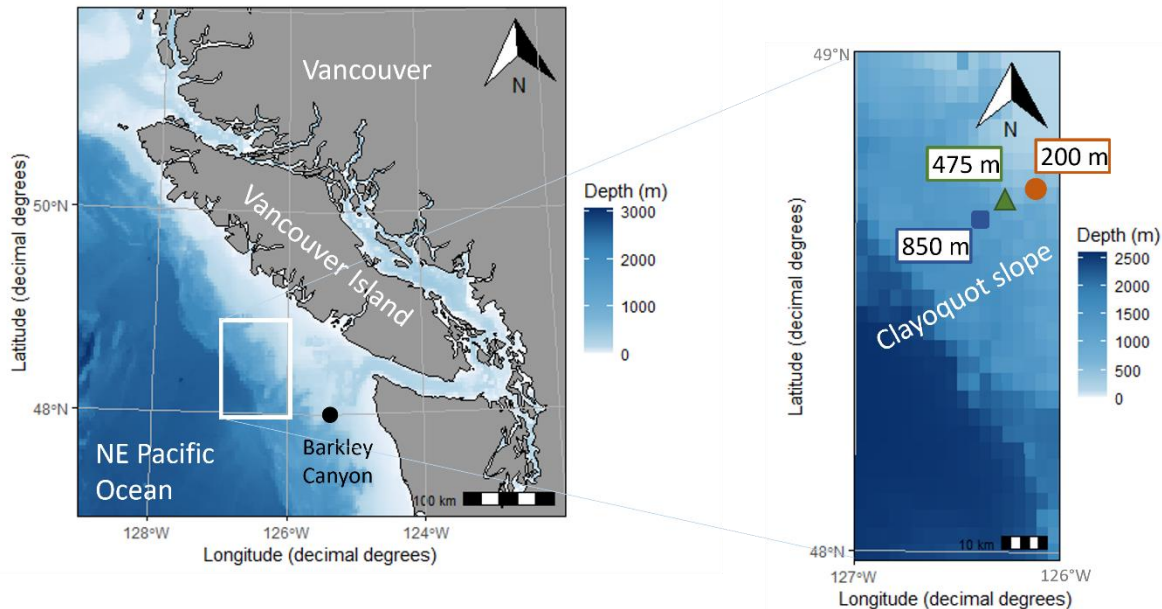 Vancouver
N
Vancouver Island
NE Pacific
Ocean
Barkley
Canyon
100 km
50°N
48°N
128°W
126°W
124°W
Latitude (decimal degrees)
Longitude (decimal degrees)
Depth (m)
3000
2000
1000
0
49°N
48°N
127°W
126°W
N
475 m
200 m
850 m
Clayoquot slope
10 km
Latitude (decimal degrees)
Longitude (decimal degrees)
Depth (m)
2500
2000
1500
1000
500
0